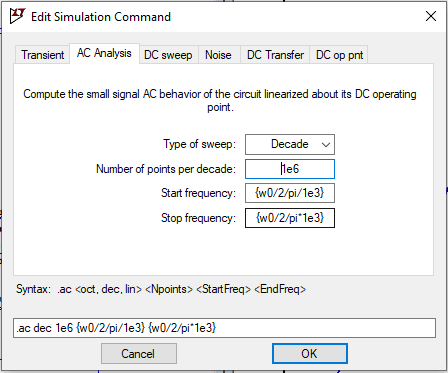 Edit Simulation Command
Transient AC Analysis DC sweep Noise DC Transfer DC op pnt
Compute the small signal AC behavior of the circuit linearized about its DC operating
point.
Type of sweep: Decade
Number of points per decade: 1e6
Start frequency: {w0/2/pi/1e3}
Stop frequency: {w0/2/pi*1e3}
Syntax: .ac <oct, dec, lin> <Npoints> <StartFreq> <EndFreq>
.ac dec 1e6 {w0/2/pi/1e3} {w0/2/pi*1e3}
Cancel OK